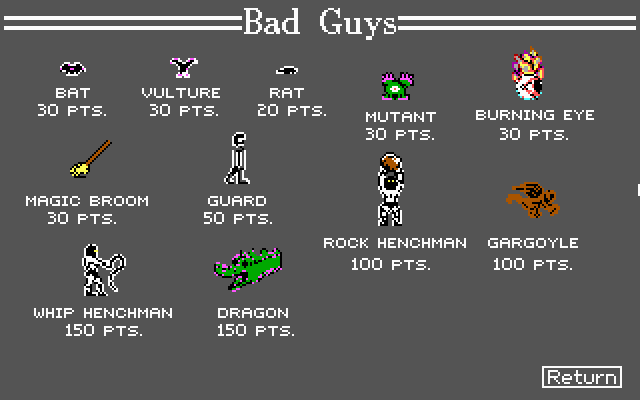 Bad Guys
BAT
30 PTS.
VULTURE
30 PTS.
RAT
20 PTS.
MUTANT
30 PTS.
BURNING EYE
30 PTS.
MAGIC BROOM
30 PTS.
GUARD
50 PTS.
ROCK HENCHMAN
100 PTS.
GARGOYLE
100 PTS.
WHIP HENCHMAN
150 PTS.
DRAGON
150 PTS.
Return